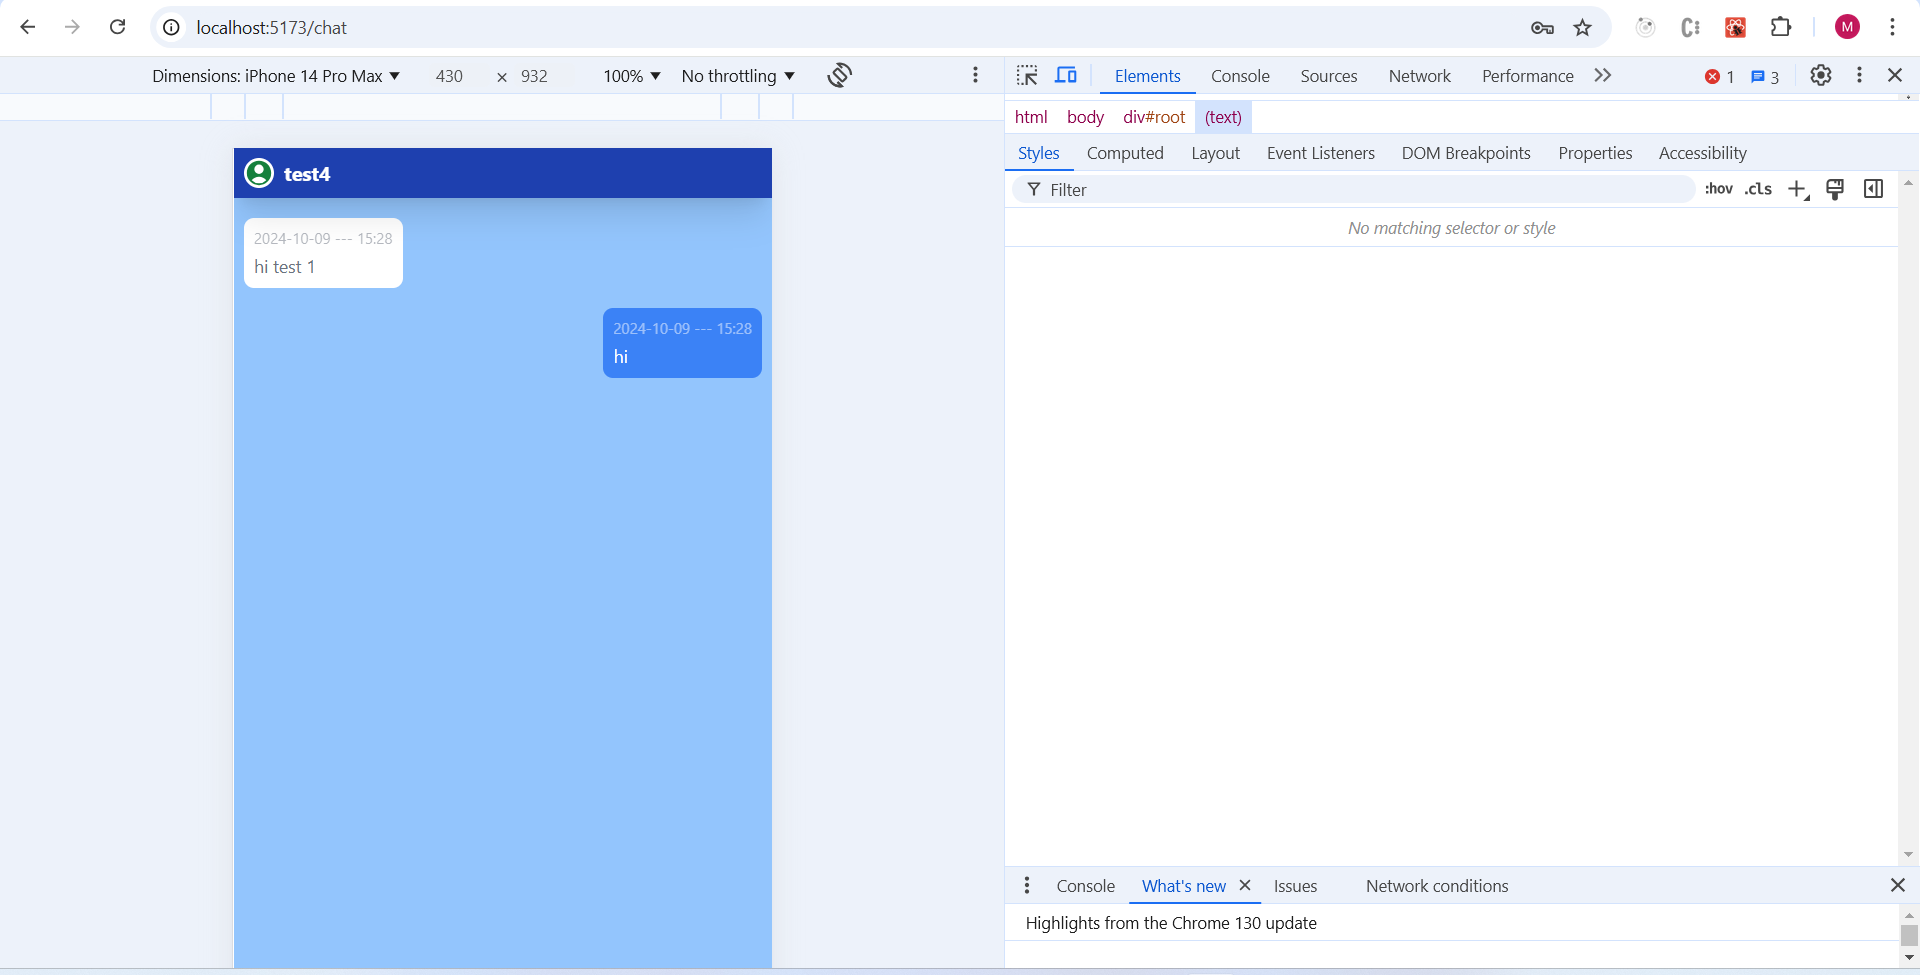 localhost:5173/chat
M
Dimensions: iPhone 14 Pro Max ▼ 430 × 932 100% ▼ No throttling ▼
Elements Console Sources Network Performance 1 3
html body div#root (text)
Styles Computed Layout Event Listeners DOM Breakpoints Properties Accessibility
Filter :hov .cls
No matching selector or style
test4
2024-10-09 --- 15:28
hi test 1
2024-10-09 --- 15:28
hi
Console What's new Issues Network conditions
Highlights from the Chrome 130 update